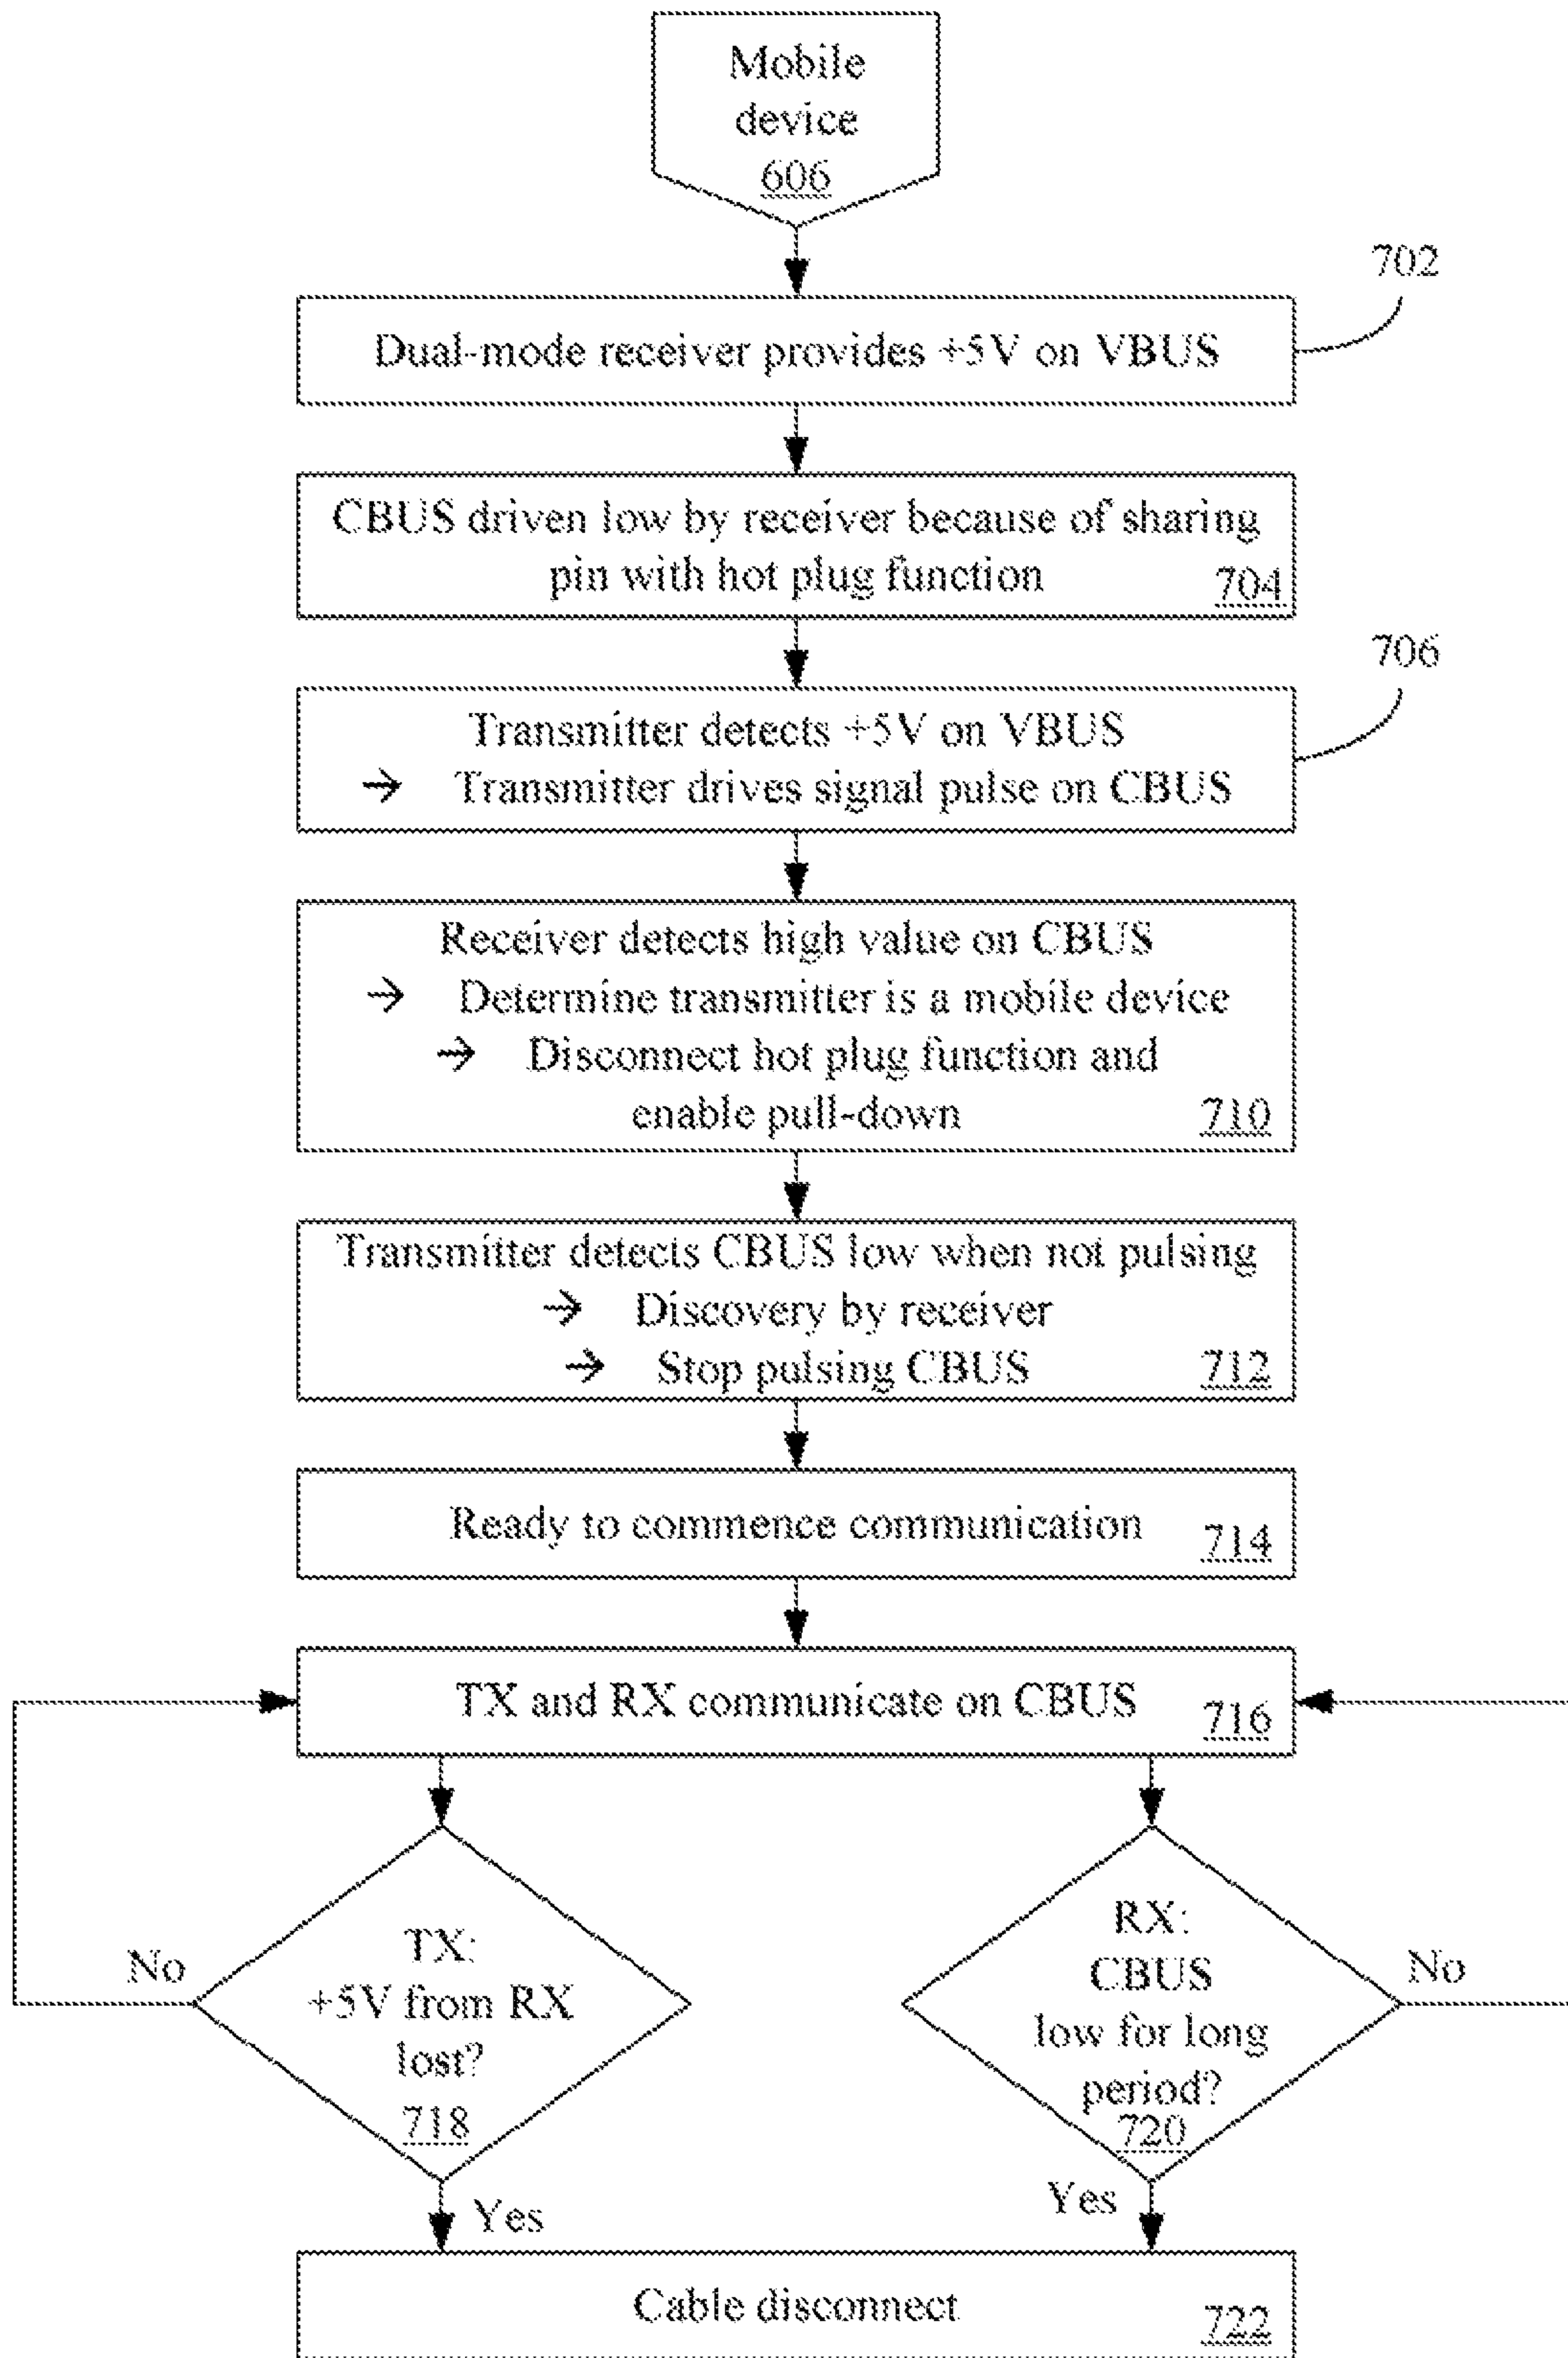 Mobile
device
606
702
Dual-mode receiver provides +5V on VBUS
CBUS driven low by receiver because of sharing
pin with hot plug function
704
706
Transmitter detects +5V on VBUS
→ Transmitter drives signal pulse on CBUS
Receiver detects high value on CBUS
→ Determine transmitter is a mobile device
→ Disconnect hot plug function and
enable pull-down
710
Transmitter detects CBUS low when not pulsing
→ Discovery by receiver
→ Stop pulsing CBUS
712
Ready to commence communication
714
TX and RX communicate on CBUS
716
No
TX:
+5V from RX
lost?
718
Yes
RX:
CBUS
low for long
period?
720
No
Yes
Cable disconnect
722